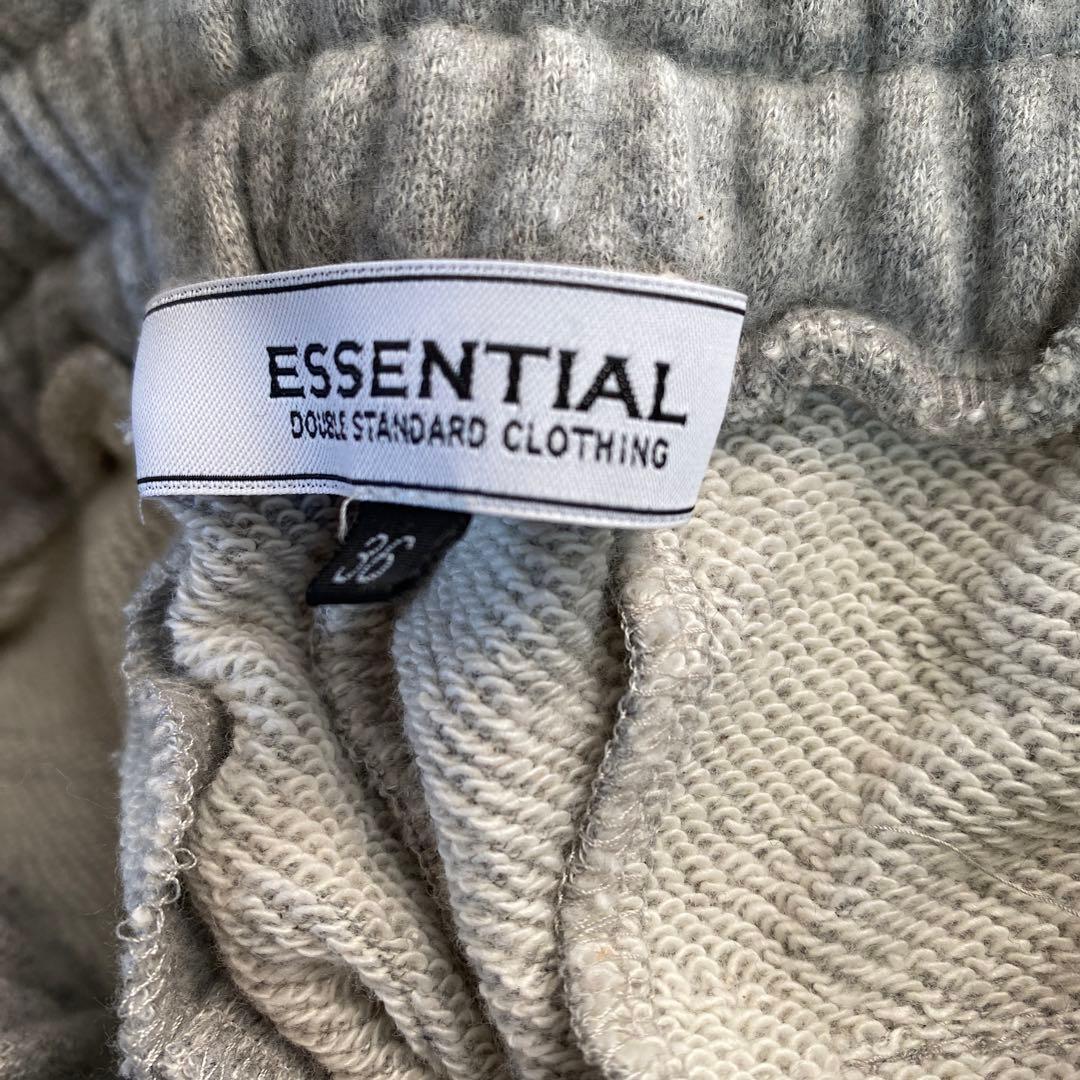 ESSENTIAL
DOUBLE STANDARD CLOTHING
36